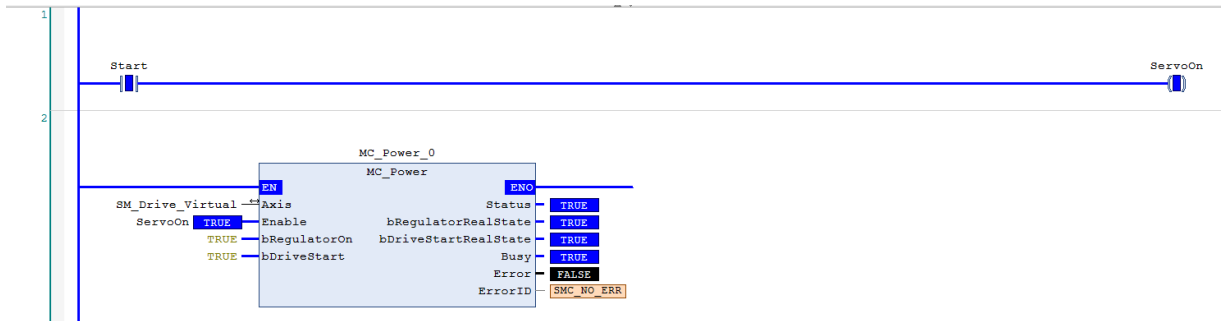 1
Start ServoOn
2
MC_Power_0
MC_Power
EN ENO
SM_Drive_Virtual Axis Status TRUE
ServoOn TRUE Enable bRegulatorRealState TRUE
TRUE bRegulatorOn bDriveStartRealState TRUE
TRUE bDriveStart Busy TRUE
Error FALSE
ErrorID SMC_NO_ERR